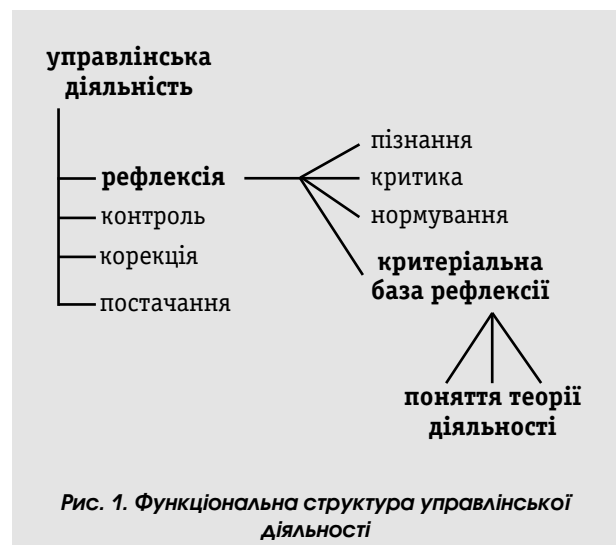 управлінська
діяльність
рефлексія
контроль
корекція
постачання
пізнання
критика
нормування
критеріальна
база рефлексії
поняття теорії
діяльності
Рис. 1. Функціональна структура управлінської
діяльності